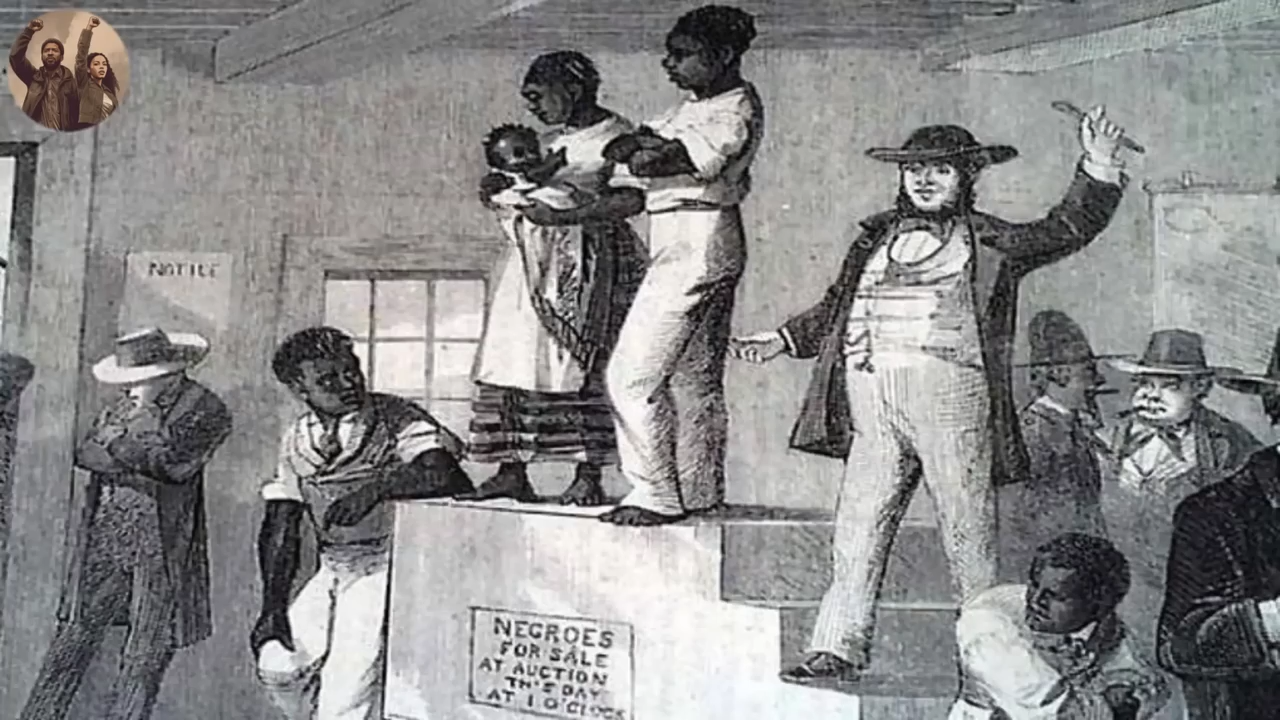 NOTICE
NEGROES
FOR SALE
AT AUCTION
THIS DAY
AT 1 O'CLOCK